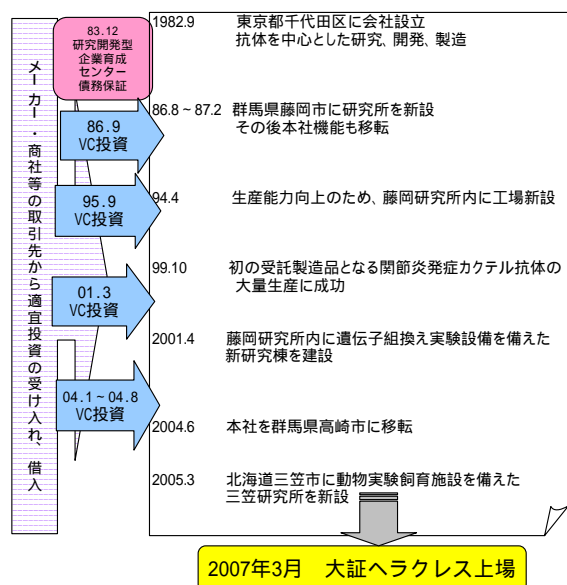 83.12
研究開発型
企業育成
センター
債務保証
メーカー・商社等の取引先から適宜投資の受け入れ、借入
86.9
VC投資
95.9
VC投資
01.3
VC投資
04.1～04.8
VC投資
1982.9 東京都千代田区に会社設立
抗体を中心とした研究、開発、製造
86.8～87.2 群馬県藤岡市に研究所を新設
その後本社機能も移転
94.4 生産能力向上のため、藤岡研究所内に工場新設
99.10 初の受託製造品となる関節炎発症カクテル抗体の
大量生産に成功
2001.4 藤岡研究所内に遺伝子組換え実験設備を備えた
新研究棟を建設
2004.6 本社を群馬県高崎市に移転
2005.3 北海道三笠市に動物実験飼育施設を備えた
三笠研究所を新設
2007年3月 大証ヘラクレス上場